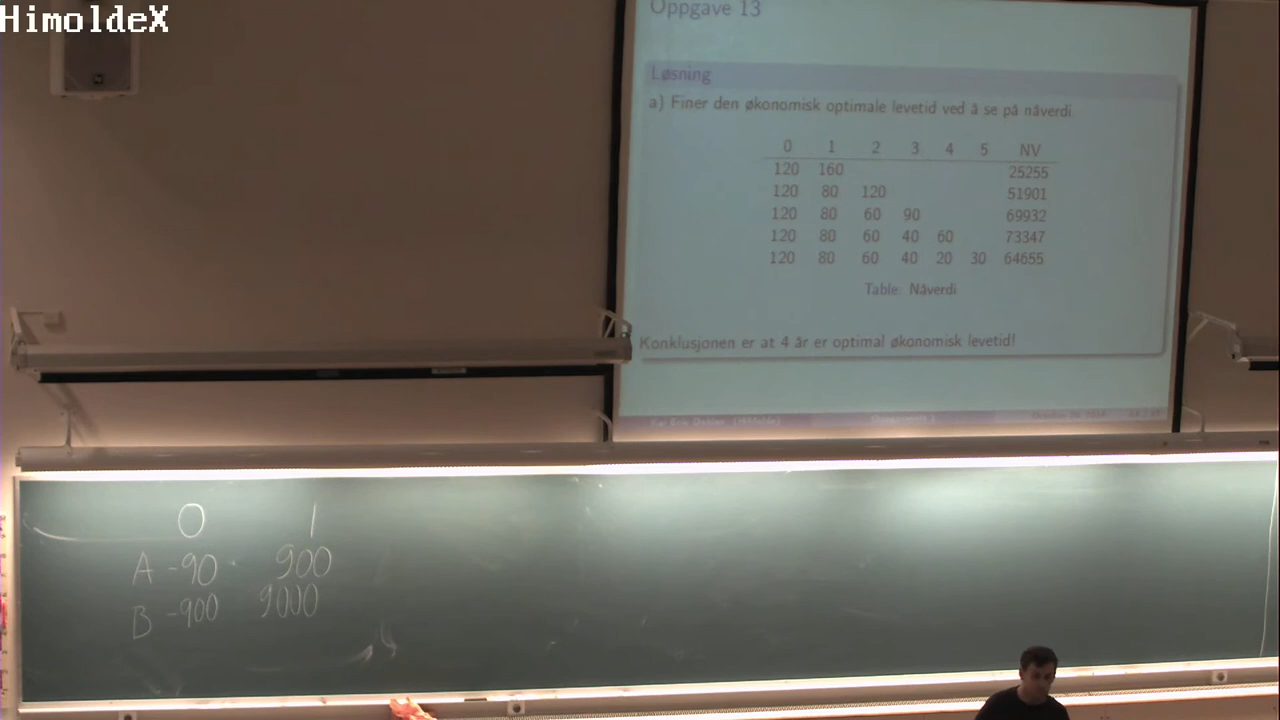 HimoldeX
Oppgave 13
Løsning
a) Finer den økonomisk optimale levetid ved å se på nåverdi.
0 1 2 3 4 5 NV
120 160 25255
120 80 120 51901
120 80 60 90 69932
120 80 60 40 60 73347
120 80 60 40 20 30 64655
Table: Nåverdi
Konklusjonen er at 4 år er optimal økonomisk levetid!
0 1
A -90 900
B -900 9000